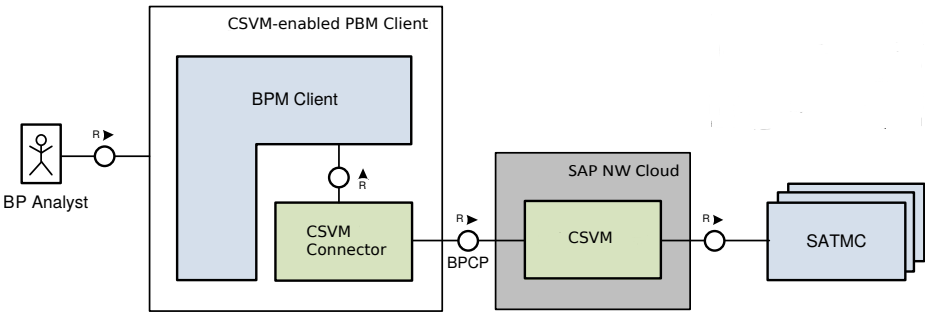 CSVM-enabled PBM Client
BPM Client
R
BP Analyst
R
CSVM
Connector
R
BPCP
SAP NW Cloud
CSVM
R
SATMC